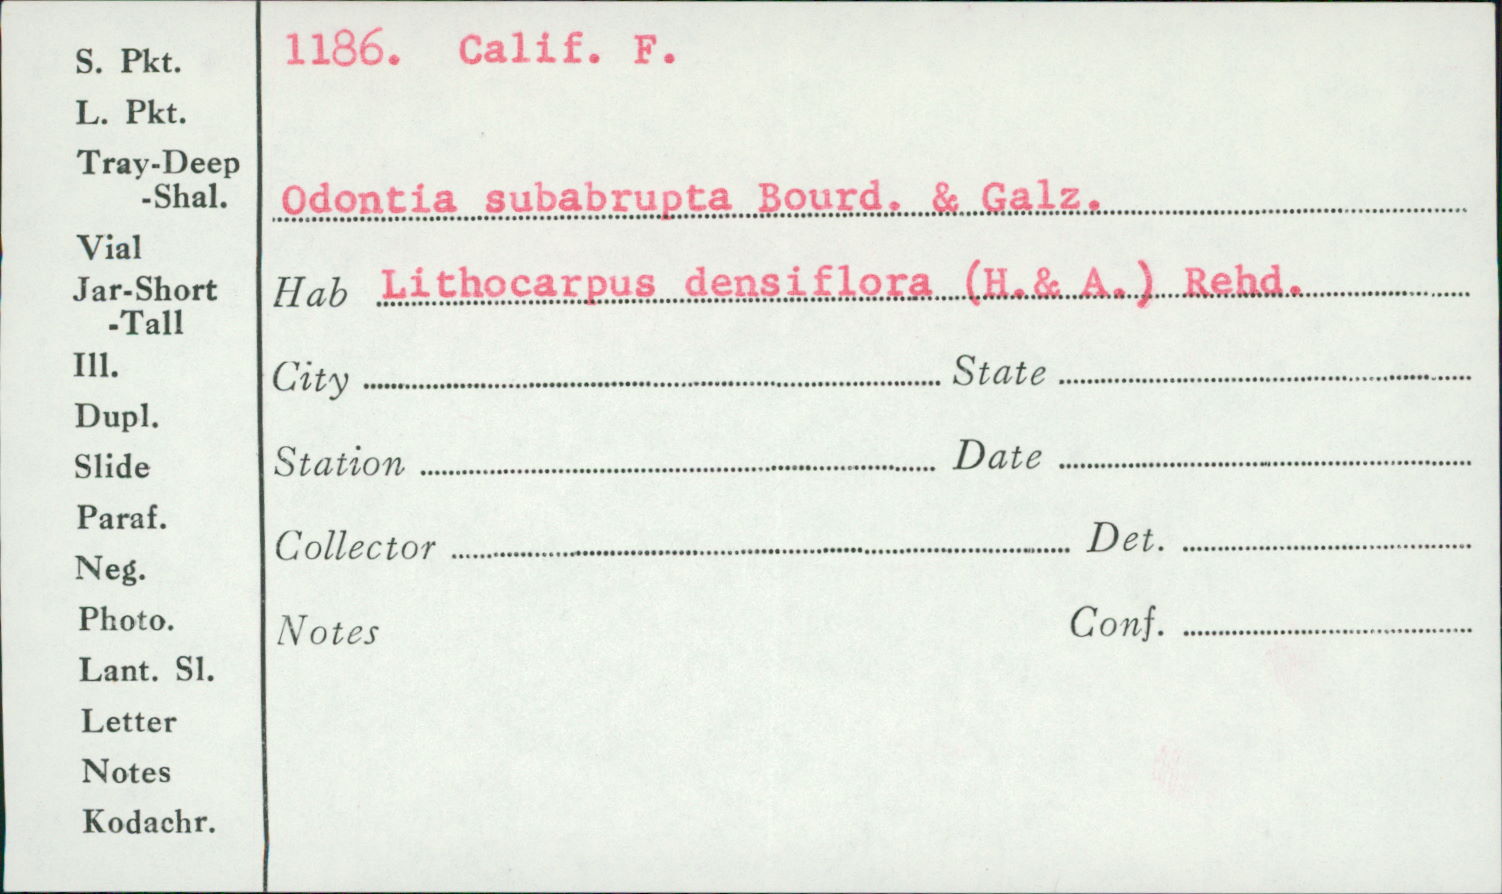 1186. Calif. F.
Odontia subabrupta Bourd. & Galz.
Hab Lithocarpus densiflora (H.& A.) Rehd.
City State
Station Date
Collector Det.
Notes Conf.
S. Pkt.
L. Pkt.
Tray-Deep
-Shal.
Vial
Jar-Short
-Tall
Ill.
Dupl.
Slide
Paraf.
Neg.
Photo.
Lant. Sl.
Letter
Notes
Kodachr.